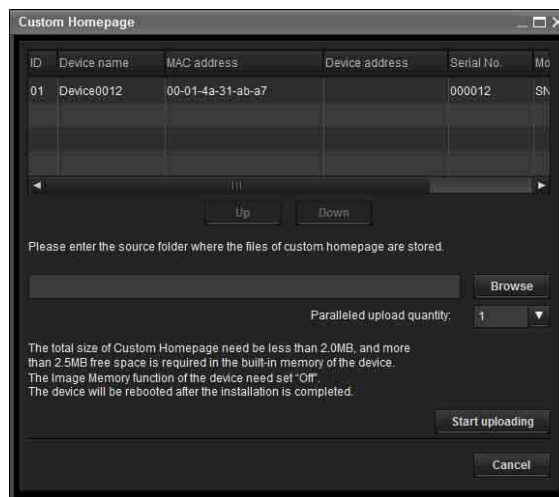 Custom Homepage
ID Device name MAC address Device address Serial No. Mo
01 Device0012 00-01-4a-31-ab-a7 000012 SN
Up Down
Please enter the source folder where the files of custom homepage are stored.
Browse
Paralleled upload quantity: 1
The total size of Custom Homepage need be less than 2.0MB, and more
than 2.5MB free space is required in the built-in memory of the device.
The Image Memory function of the device need set "Off".
The device will be rebooted after the installation is completed.
Start uploading
Cancel